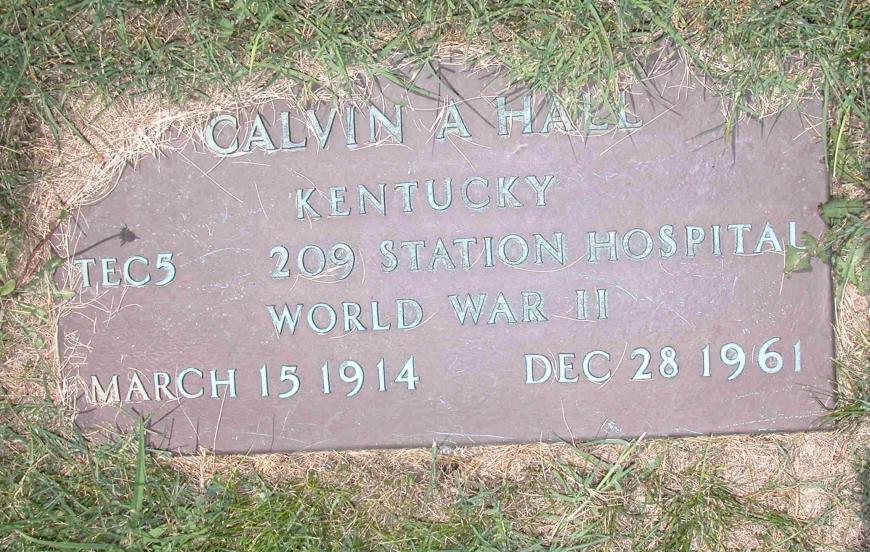 CALVIN A HALL
KENTUCKY
TEC5 209 STATION HOSPITAL
WORLD WAR II
MARCH 15 1914 DEC 28 1961